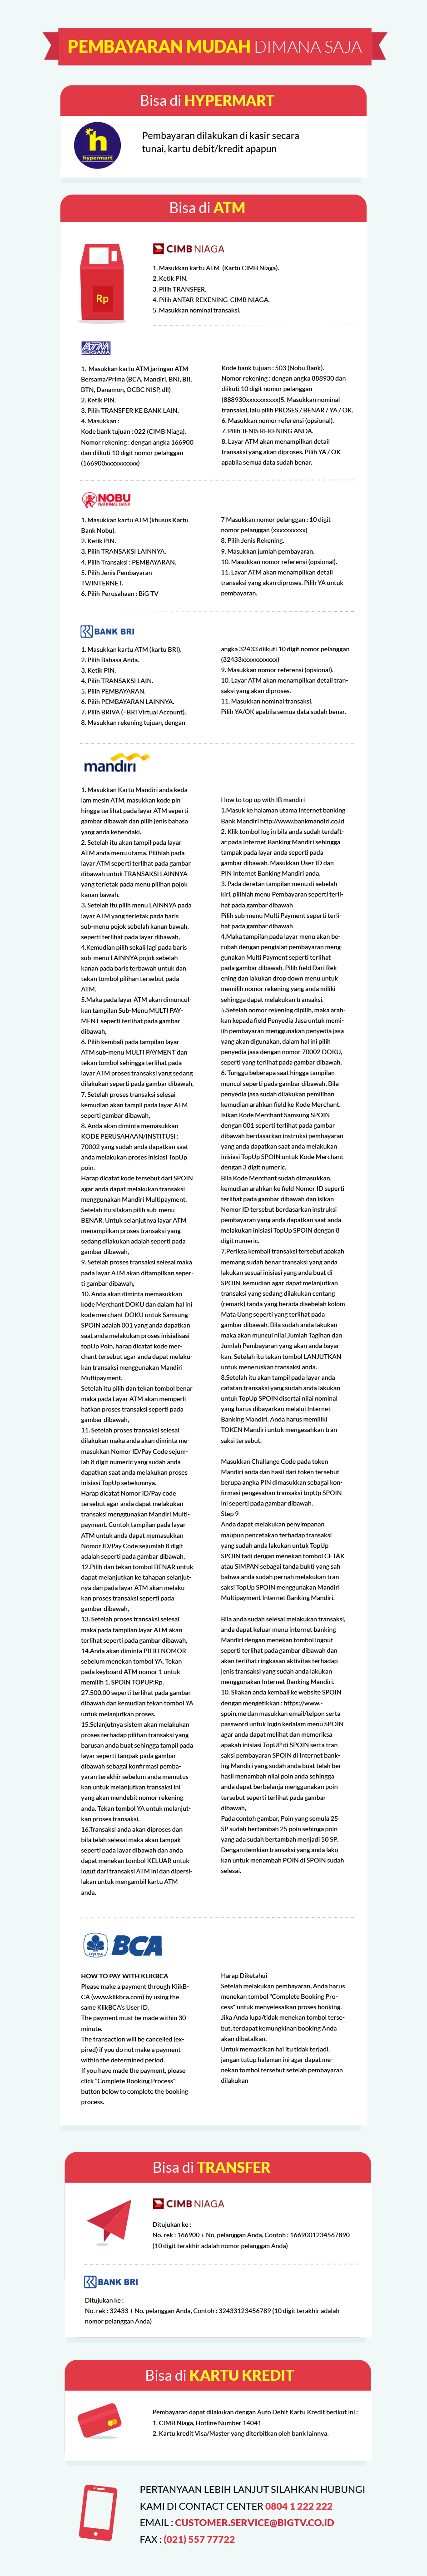 PEMBAYARAN MUDAH DIMANA SAJA
Bisa di HYPERMART
h
hypermart
Pembayaran dilakukan di kasir secara
tunai, kartu debit/kredit apapun
Bisa di ATM
Rp
CIMB NIAGA
1. Masukkan kartu ATM (Kartu CIMB Niaga).
2. Ketik PIN.
3. Pilih TRANSFER.
4. Pilih ANTAR REKENING CIMB NIAGA.
5. Masukkan nominal transaksi.
ATM
BERSAMA
1. Masukkan kartu ATM jaringan ATM
Bersama/Prima (BCA, Mandiri, BNI, BII,
BTN, Danamon, OCBC NISP, dll)
2. Ketik PIN.
3. Pilih TRANSFER KE BANK LAIN.
4. Masukkan :
Kode bank tujuan : 022 (CIMB Niaga).
Nomor rekening : dengan angka 166900
dan diikuti 10 digit nomor pelanggan
(166900xxxxxxxxxx)
Kode bank tujuan : 503 (Nobu Bank).
Nomor rekening : dengan angka 888930 dan
diikuti 10 digit nomor pelanggan
(888930xxxxxxxxxx)5. Masukkan nominal
transaksi, lalu pilih PROSES / BENAR / YA / OK.
6. Masukkan nomor referensi (opsional).
7. Pilih JENIS REKENING ANDA.
8. Layar ATM akan menampilkan detail
transaksi yang akan diproses. Pilih YA / OK
apabila semua data sudah benar.
NOBU
NATIONAL BANK
1. Masukkan kartu ATM (khusus Kartu
Bank Nobu).
2. Ketik PIN.
3. Pilih TRANSAKSI LAINNYA.
4. Pilih Transaksi : PEMBAYARAN.
5. Pilih Jenis Pembayaran
TV/INTERNET.
6. Pilih Perusahaan : BiG TV
7 Masukkan nomor pelanggan : 10 digit
nomor pelanggan (xxxxxxxxxx)
8. Pilih Jenis Rekening.
9. Masukkan jumlah pembayaran.
10. Masukkan nomor referensi (opsional).
11. Layar ATM akan menampilkan detail
transaksi yang akan diproses. Pilih YA untuk
pembayaran.
BANK BRI
1. Masukkan kartu ATM (kartu BRI).
2. Pilih Bahasa Anda.
3. Ketik PIN.
4. Pilih TRANSAKSI LAIN.
5. Pilih PEMBAYARAN.
6. Pilih PEMBAYARAN LAINNYA.
7. Pilih BRIVA (=BRI Virtual Account).
8. Masukkan rekening tujuan, dengan
angka 32433 diikuti 10 digit nomor pelanggan
(32433xxxxxxxxxxx)
9. Masukkan nomor referensi (opsional).
10. Layar ATM akan menampilkan detail tran-
saksi yang akan diproses.
11. Masukkan nominal transaksi.
Pilih YA/OK apabila semua data sudah benar.
mandiri
1. Masukkan Kartu Mandiri anda keda-
lam mesin ATM, masukkan kode pin
hingga terlihat pada layar ATM seperti
gambar dibawah dan pilih jenis bahasa
yang anda kehendaki.
2. Setelah itu akan tampil pada layar
ATM anda menu utama. Pilihlah pada
layar ATM seperti terlihat pada gambar
dibawah untuk TRANSAKSI LAINNYA
yang terletak pada menu pilihan pojok
kanan bawah.
3. Setelah itu pilih menu LAINNYA pada
layar ATM yang terletak pada baris
sub-menu pojok sebelah kanan bawah,
seperti terlihat pada layar dibawah,
4.Kemudian pilih sekali lagi pada baris
sub-menu LAINNYA pojok sebelah
kanan pada baris terbawah untuk dan
tekan tombol pilihan tersebut pada
ATM.
5.Maka pada layar ATM akan dimuncul-
kan tampilan Sub-Menu MULTI PAY-
MENT seperti terlihat pada gambar
dibawah,
6. Pilih kembali pada tampilan layar
ATM sub-menu MULTI PAYMENT dan
tekan tombol sehingga terlihat pada
layar ATM proses transaksi yang sedang
dilakukan seperti pada gambar dibawah,
7. Setelah proses transaksi selesai
kemudian akan tampil pada layar ATM
seperti gambar dibawah,
8. Anda akan diminta memasukkan
KODE PERUSAHAAN/INSTITUSI :
70002 yang sudah anda dapatkan saat
anda melakukan proses inisiasi TopUp
poin.
Harap dicatat kode tersebut dari SPOIN
agar anda dapat melakukan transaksi
menggunakan Mandiri Multipayment.
Setelah itu silakan pilih sub-menu
BENAR. Untuk selanjutnya layar ATM
menampilkan proses transaksi yang
sedang dilakukan adalah seperti pada
gambar dibawah,
9. Setelah proses transaksi selesai maka
pada layar ATM akan ditampilkan seper-
ti gambar dibawah,
10. Anda akan diminta memasukkan
kode Merchant DOKU dan dalam hal ini
kode merchant DOKU untuk Samsung
SPOIN adalah 001 yang anda dapatkan
saat anda melakukan proses inisialisasi
topUp Poin, harap dicatat kode mer-
chant tersebut agar anda dapat melaku-
kan transaksi menggunakan Mandiri
Multipayment.
Setelah itu pilih dan tekan tombol benar
maka pada Layar ATM akan memperli-
hatkan proses transaksi seperti pada
gambar dibawah,
11. Setelah proses transaksi selesai
dilakukan maka anda akan diminta me-
masukkan Nomor ID/Pay Code sejum-
lah 8 digit numeric yang sudah anda
dapatkan saat anda melakukan proses
inisiasi TopUp sebelumnya.
Harap dicatat Nomor ID/Pay code
tersebut agar anda dapat melakukan
transaksi menggunakan Mandiri Multi-
payment. Contoh tampilan pada layar
ATM untuk anda dapat memasukkan
Nomor ID/Pay Code sejumlah 8 digit
adalah seperti pada gambar dibawah,
12.Pilih dan tekan tombol BENAR untuk
dapat melanjutkan ke tahapan selanjut-
nya dan pada layar ATM akan melaku-
kan proses transaksi seperti pada
gambar dibawah,
13. Setelah proses transaksi selesai
maka pada tampilan layar ATM akan
terlihat seperti pada gambar dibawah,
14.Anda akan diminta PILIH NOMOR
sebelum menekan tombol YA. Tekan
pada keyboard ATM nomor 1 untuk
memilih 1. SPOIN TOPUP:Rp.
27.500.00 seperti terlihat pada gambar
dibawah dan kemudian tekan tombol YA
untuk melanjutkan proses.
15.Selanjutnya sistem akan melakukan
proses terhadap pilihan transaksi yang
barusan anda buat sehingga tampil pada
layar seperti tampak pada gambar
dibawah sebagai konfirmasi pemba-
yaran terakhir sebelum anda memutus-
kan untuk melanjutkan transaksi ini
yang akan mendebit nomor rekening
anda. Tekan tombol YA untuk melanjut-
kan proses transaksi.
16.Transaksi anda akan diproses dan
bila telah selesai maka akan tampak
seperti pada layar dibawah dan anda
dapat menekan tombol KELUAR untuk
logut dari transaksi ATM ini dan dipersi-
lakan untuk mengambil kartu ATM
anda.
How to top up with IB mandiri
1.Masuk ke halaman utama Internet banking
Bank Mandiri http://www.bankmandiri.co.id
2. Klik tombol log in bila anda sudah terdaft-
ar pada Internet Banking Mandiri sehingga
tampak pada layar anda seperti pada
gambar dibawah. Masukkan User ID dan
PIN Internet Banking Mandiri anda.
3. Pada deretan tampilan menu di sebelah
kiri, pilihlah menu Pembayaran seperti terli-
hat pada gambar dibawah
Pilih sub-menu Multi Payment seperti terli-
hat pada gambar dibawah
4.Maka tampilan pada layar menu akan be-
rubah dengan pengisian pembayaran meng-
gunakan Multi Payment seperti terlihat
pada gambar dibawah. Pilih field Dari Rek-
ening dan lakukan drop down menu untuk
memilih nomor rekening yang anda miliki
sehingga dapat melakukan transaksi.
5.Setelah nomor rekening dipilih, maka arah-
kan kepada field Penyedia Jasa untuk memi-
lih pembayaran menggunakan penyedia jasa
yang akan digunakan, dalam hal ini pilih
penyedia jasa dengan nomor 70002 DOKU,
seperti yang terlihat pada gambar dibawah,
6. Tunggu beberapa saat hingga tampilan
muncul seperti pada gambar dibawah. Bila
penyedia jasa sudah dilakukan pemilihan
kemudian arahkan field ke Kode Merchant.
Isikan Kode Merchant Samsung SPOIN
dengan 001 seperti terlihat pada gambar
dibawah berdasarkan instruksi pembayaran
yang anda dapatkan saat anda melakukan
inisiasi TopUp SPOIN untuk Kode Merchant
dengan 3 digit numeric.
Bila Kode Merchant sudah dimasukkan,
kemudian arahkan ke field Nomor ID seperti
terlihat pada gambar dibawah dan isikan
Nomor ID tersebut berdasarkan instruksi
pembayaran yang anda dapatkan saat anda
melakukan inisiasi TopUp SPOIN dengan 8
digit numeric.
7.Periksa kembali transaksi tersebut apakah
memang sudah benar transaksi yang anda
lakukan sesuai inisiasi yang anda buat di
SPOIN, kemudian agar dapat melanjutkan
transaksi yang sedang dilakukan centang
(remark) tanda yang berada disebelah kolom
Mata Uang seperti yang terlihat pada
gambar dibawah. Bila sudah anda lakukan
maka akan muncul nilai Jumlah Tagihan dan
Jumlah Pembayaran yang akan anda bayar-
kan. Setelah itu tekan tombol LANJUTKAN
untuk meneruskan transaksi anda.
8.Setelah itu akan tampil pada layar anda
catatan transaksi yang sudah anda lakukan
untuk TopUp SPOIN disertai nilai nominal
yang harus dibayarkan melalui Internet
Banking Mandiri. Anda harus memiliki
TOKEN Mandiri untuk mengesahkan tran-
saksi tersebut.
Masukkan Challange Code pada token
Mandiri anda dan hasil dari token tersebut
berupa angka PIN dimasukkan sebagai kon-
firmasi pengesahan transaksi topUp SPOIN
ini seperti pada gambar dibawah.
Step 9
Anda dapat melakukan penyimpanan
maupun pencetakan terhadap transaksi
yang sudah anda lakukan untuk TopUp
SPOIN tadi dengan menekan tombol CETAK
atau SIMPAN sebagai tanda bukti yang sah
bahwa anda sudah pernah melakukan tran-
saksi TopUp SPOIN menggunakan Mandiri
Multipayment Internet Banking Mandiri.
Bila anda sudah selesai melakukan transaksi,
anda dapat keluar menu internet banking
Mandiri dengan menekan tombol logout
seperti terlihat pada gambar dibawah dan
akan terlihat ringkasan aktivitas terhadap
jenis transaksi yang sudah anda lakukan
menggunakan Internet Banking Mandiri.
10. Silakan anda kembali ke website SPOIN
dengan mengetikkan : https://www.-
spoin.me dan masukkan email/telpon serta
password untuk login kedalam menu SPOIN
agar anda dapat melihat dan memeriksa
apakah inisiasi TopUP di SPOIN serta tran-
saksi pembayaran SPOIN di Internet bank-
ing Mandiri yang sudah anda buat telah ber-
hasil menambah nilai poin anda sehingga
anda dapat berbelanja menggunakan poin
tersebut seperti terlihat pada gambar
dibawah,
Pada contoh gambar, Poin yang semula 25
SP sudah bertambah 25 poin sehinga poin
yang ada sudah bertambah menjadi 50 SP.
Dengan demkian transaksi yang anda laku-
kan untuk menambah POIN di SPOIN sudah
selesai.
BCA
HOW TO PAY WITH KLIKBCA
Please make a payment through KlikB-
CA (www.klikbca.com) by using the
same KlikBCA's User ID.
The payment must be made within 30
minute.
The transaction will be cancelled (ex-
pired) if you do not make a payment
within the determined period.
If you have made the payment, please
click "Complete Booking Process"
button below to complete the booking
process.
Harap Diketahui
Setelah melakukan pembayaran, Anda harus
menekan tombol "Complete Booking Pro-
cess" untuk menyelesaikan proses booking.
Jika Anda lupa/tidak menekan tombol terse-
but, terdapat kemungkinan booking Anda
akan dibatalkan.
Untuk memastikan hal itu tidak terjadi,
jangan tutup halaman ini agar dapat me-
nekan tombol tersebut setelah pembayaran
dilakukan
Bisa di TRANSFER
CIMB NIAGA
Ditujukan ke :
No. rek : 166900 + No. pelanggan Anda, Contoh : 1669001234567890
(10 digit terakhir adalah nomor pelanggan Anda)
BANK BRI
Ditujukan ke :
No. rek : 32433 + No. pelanggan Anda, Contoh : 32433123456789 (10 digit terakhir adalah
nomor pelanggan Anda)
Bisa di KARTU KREDIT
Pembayaran dapat dilakukan dengan Auto Debit Kartu Kredit berikut ini :
1. CIMB Niaga, Hotline Number 14041
2. Kartu kredit Visa/Master yang diterbitkan oleh bank lainnya.
PERTANYAAN LEBIH LANJUT SILAHKAN HUBUNGI
KAMI DI CONTACT CENTER 0804 1 222 222
EMAIL : CUSTOMER.SERVICE@BIGTV.CO.ID
FAX : (021) 557 77722